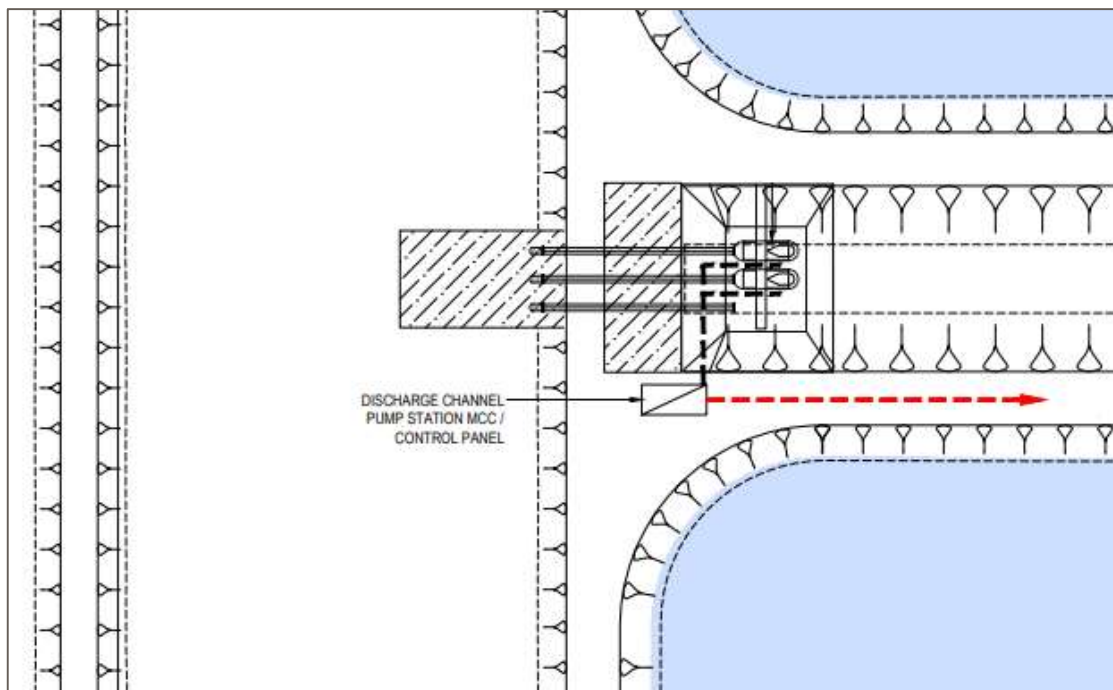 DISCHARGE CHANNEL
PUMP STATION MCC /
CONTROL PANEL